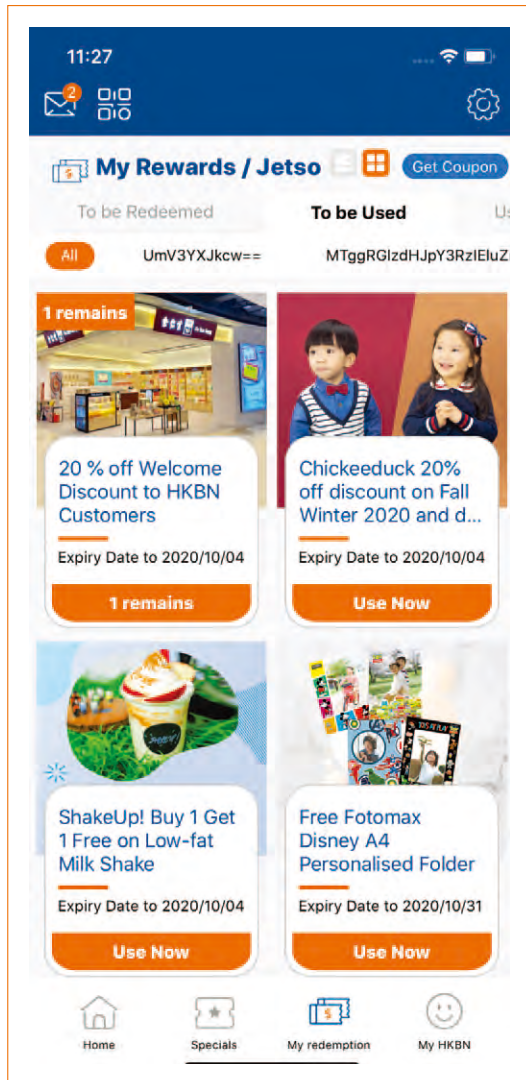 11:27
2
My Rewards / Jetso
Get Coupon
To be Redeemed
To be Used
All
UmV3YXJkcw==
MTggRGlzdHJpY3RzIEluZ
1 remains
20 % off Welcome
Discount to HKBN
Customers
Expiry Date to 2020/10/04
1 remains
Chickeeduck 20%
off discount on Fall
Winter 2020 and d...
Expiry Date to 2020/10/04
Use Now
ShakeUp! Buy 1 Get
1 Free on Low-fat
Milk Shake
Expiry Date to 2020/10/04
Use Now
Free Fotomax
Disney A4
Personalised Folder
Expiry Date to 2020/10/31
Use Now
Home
Specials
My redemption
My HKBN